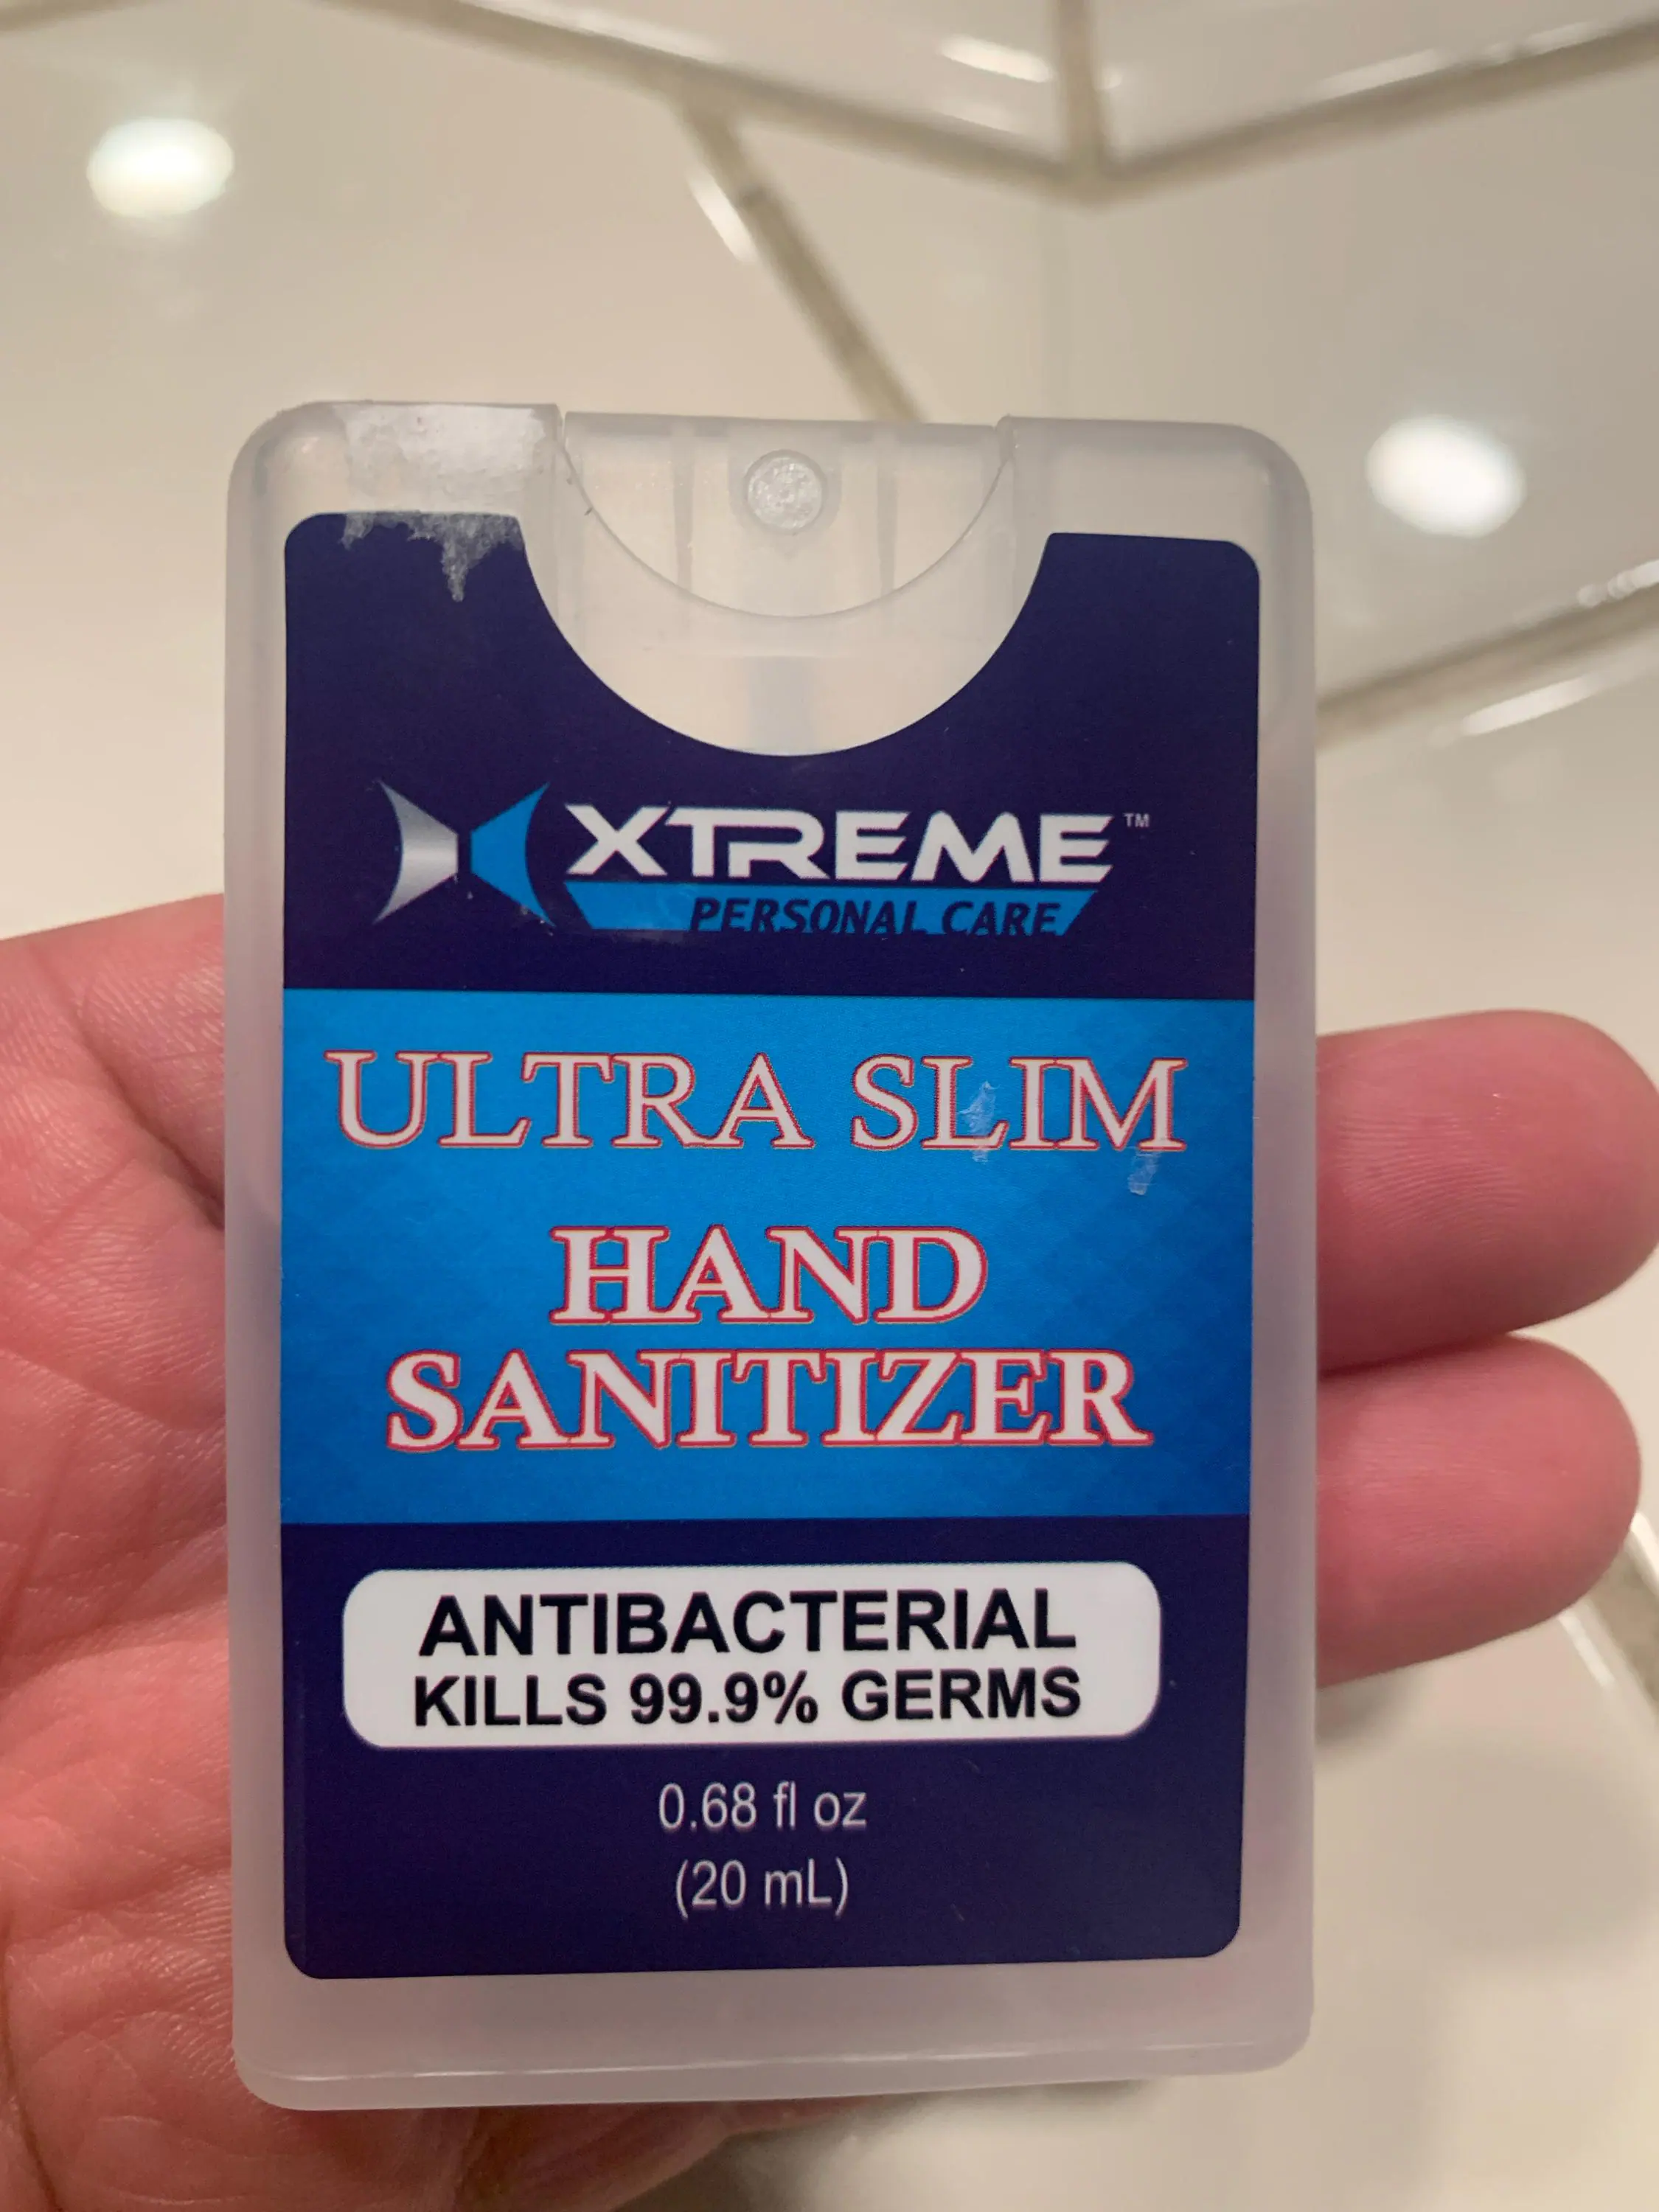 XTREME™
PERSONAL CARE
ULTRA SLIM
HAND
SANITIZER
ANTIBACTERIAL
KILLS 99.9% GERMS
0.68 fl oz
(20 mL)